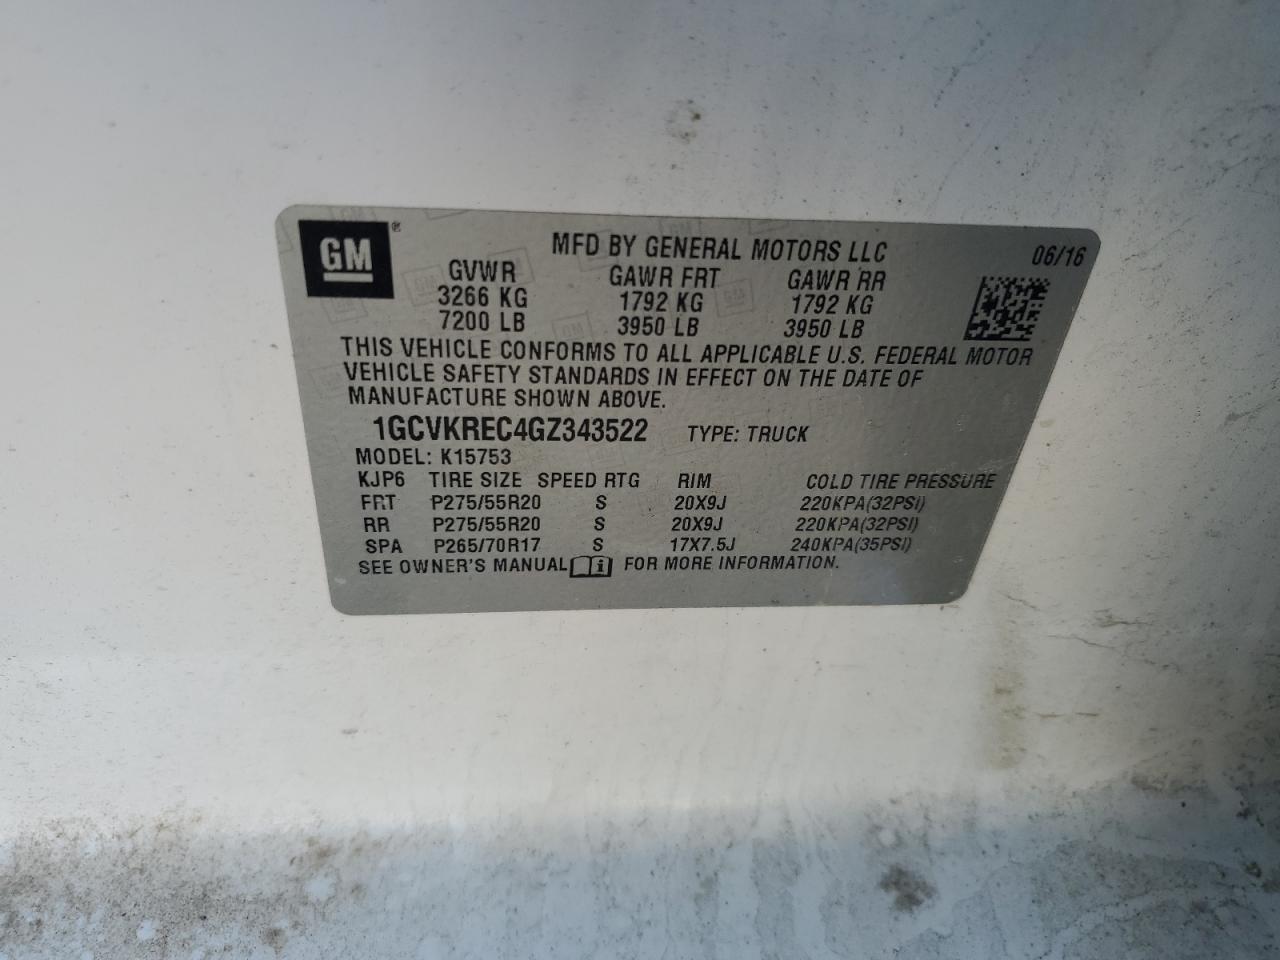 GM®
MFD BY GENERAL MOTORS LLC 06/16
GVWR GAWR FRT GAWR RR
3266 KG 1792 KG 1792 KG
7200 LB 3950 LB 3950 LB
THIS VEHICLE CONFORMS TO ALL APPLICABLE U.S. FEDERAL MOTOR
VEHICLE SAFETY STANDARDS IN EFFECT ON THE DATE OF
MANUFACTURE SHOWN ABOVE.
1GCVKREC4GZ343522 TYPE: TRUCK
MODEL: K15753
KJP6 TIRE SIZE SPEED RTG RIM COLD TIRE PRESSURE
FRT P275/55R20 S 20X9J 220KPA(32PSI)
RR P275/55R20 S 20X9J 220KPA(32PSI)
SPA P265/70R17 S 17X7.5J 240KPA(35PSI)
SEE OWNER'S MANUAL FOR MORE INFORMATION.